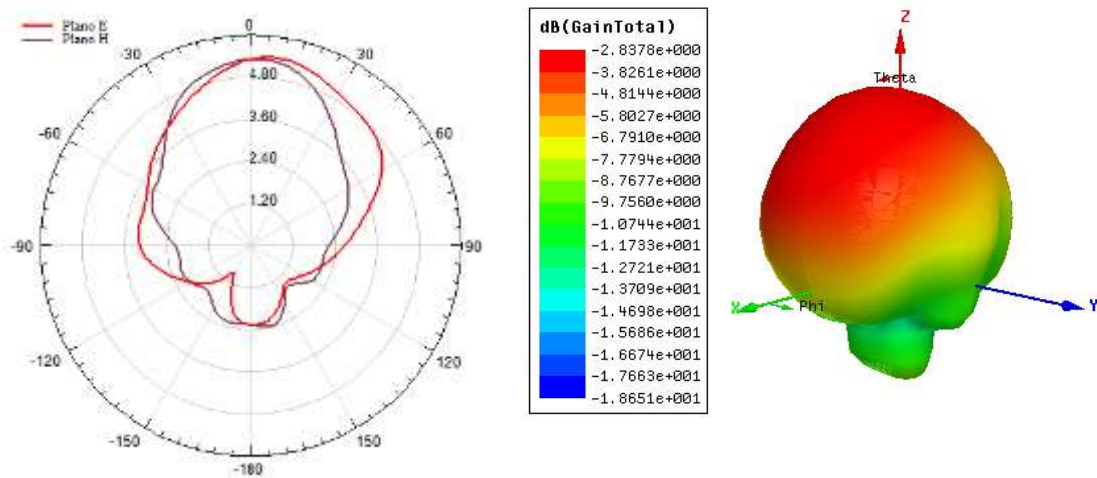 Plano E
Plano H
0
30
60
90
120
150
-180
-150
-120
-90
-60
-30
4.80
3.60
2.40
1.20
dB(GainTotal)
-2.8378e+000
-3.8261e+000
-4.8144e+000
-5.8027e+000
-6.7910e+000
-7.7794e+000
-8.7677e+000
-9.7560e+000
-1.0744e+001
-1.1733e+001
-1.2721e+001
-1.3709e+001
-1.4698e+001
-1.5686e+001
-1.6674e+001
-1.7663e+001
-1.8651e+001
Z
Theta
X
Phi
Y